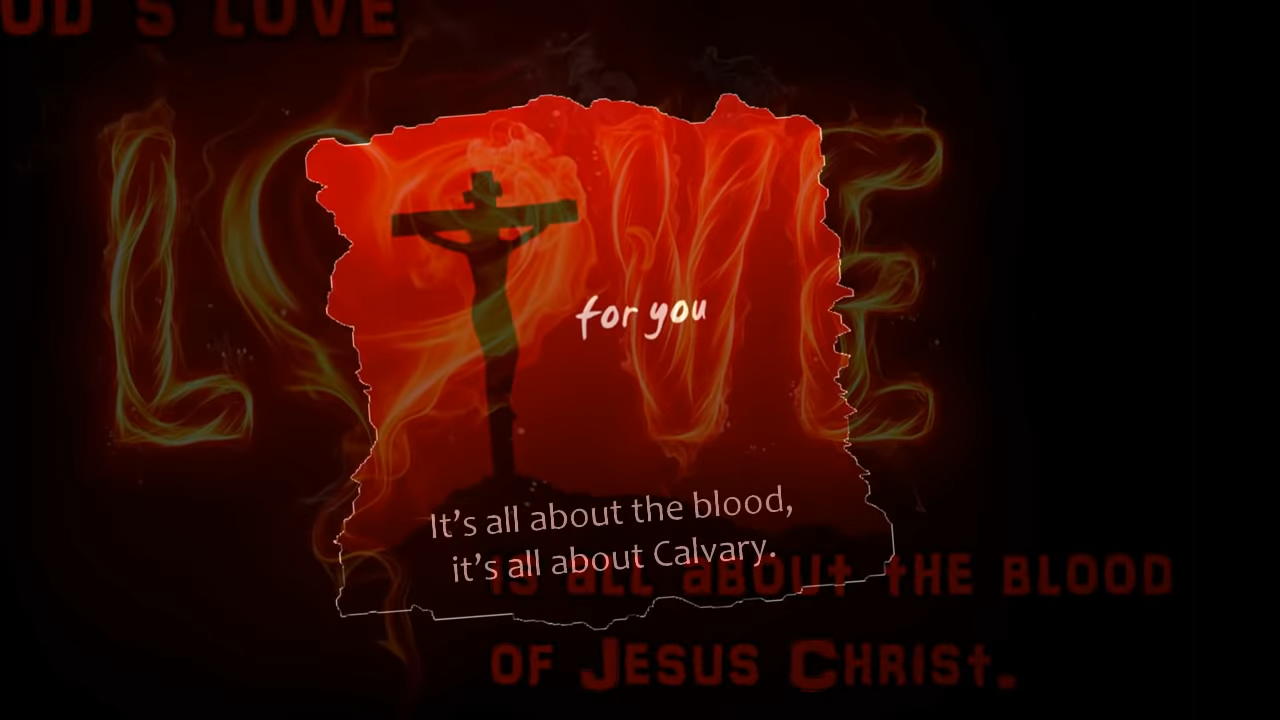 OD'S LOVE
LOVE
for you
It's all about the blood,
it's all about Calvary.
IS ALL ABOUT THE BLOOD
OF JESUS CHRIST.